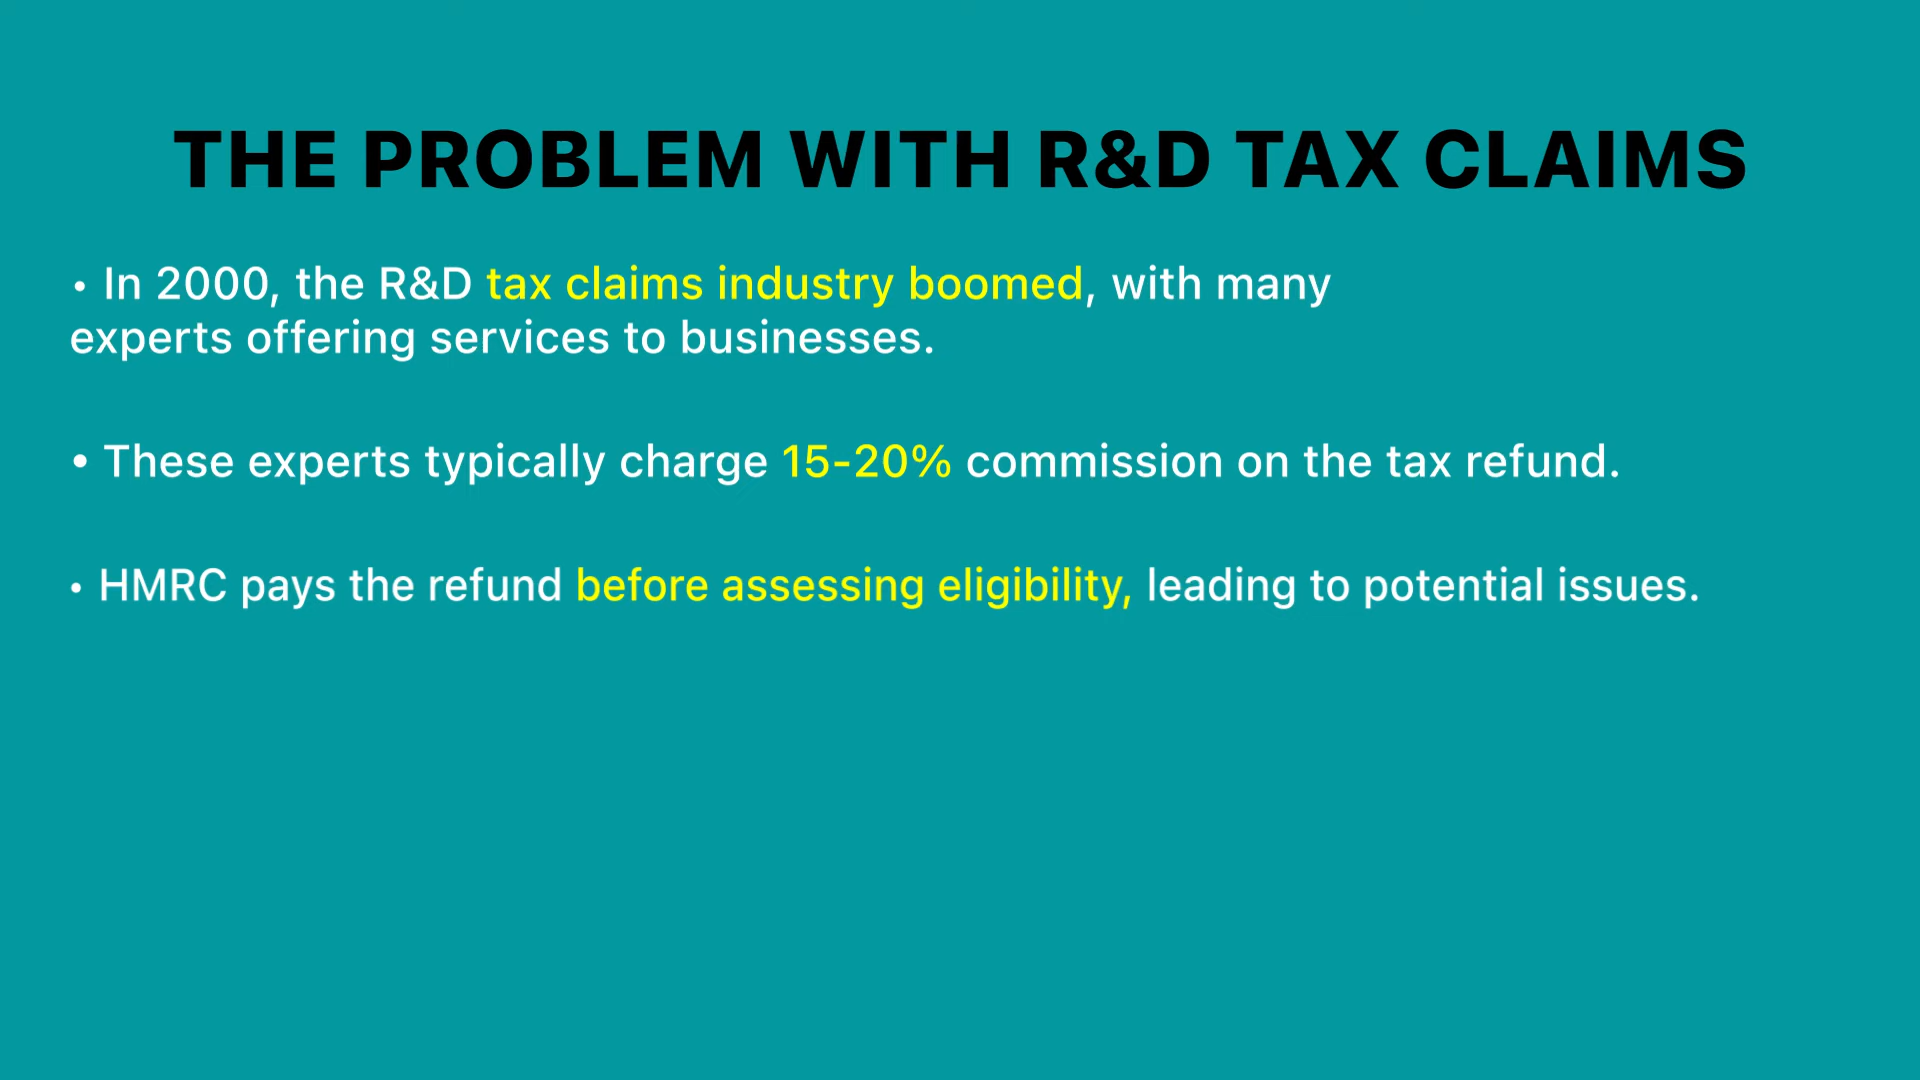 THE PROBLEM WITH R&D TAX CLAIMS
• In 2000, the R&D tax claims industry boomed, with many
experts offering services to businesses.
• These experts typically charge 15-20% commission on the tax refund.
• HMRC pays the refund before assessing eligibility, leading to potential issues.